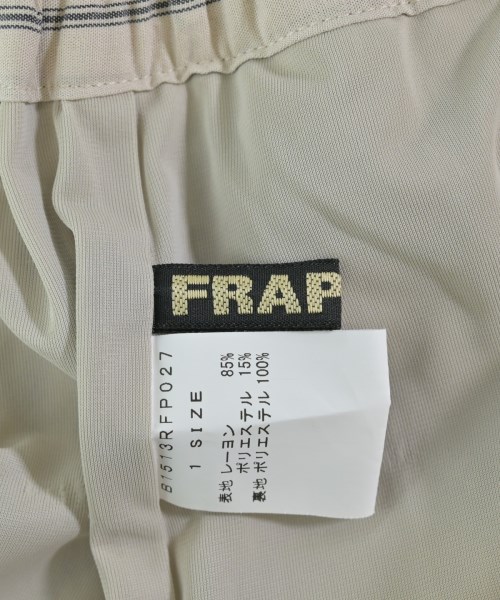 FRAP
B1513RFP027
1 SIZE
表地 レーヨン 85%
ポリエステル 15%
裏地 ポリエステル 100%